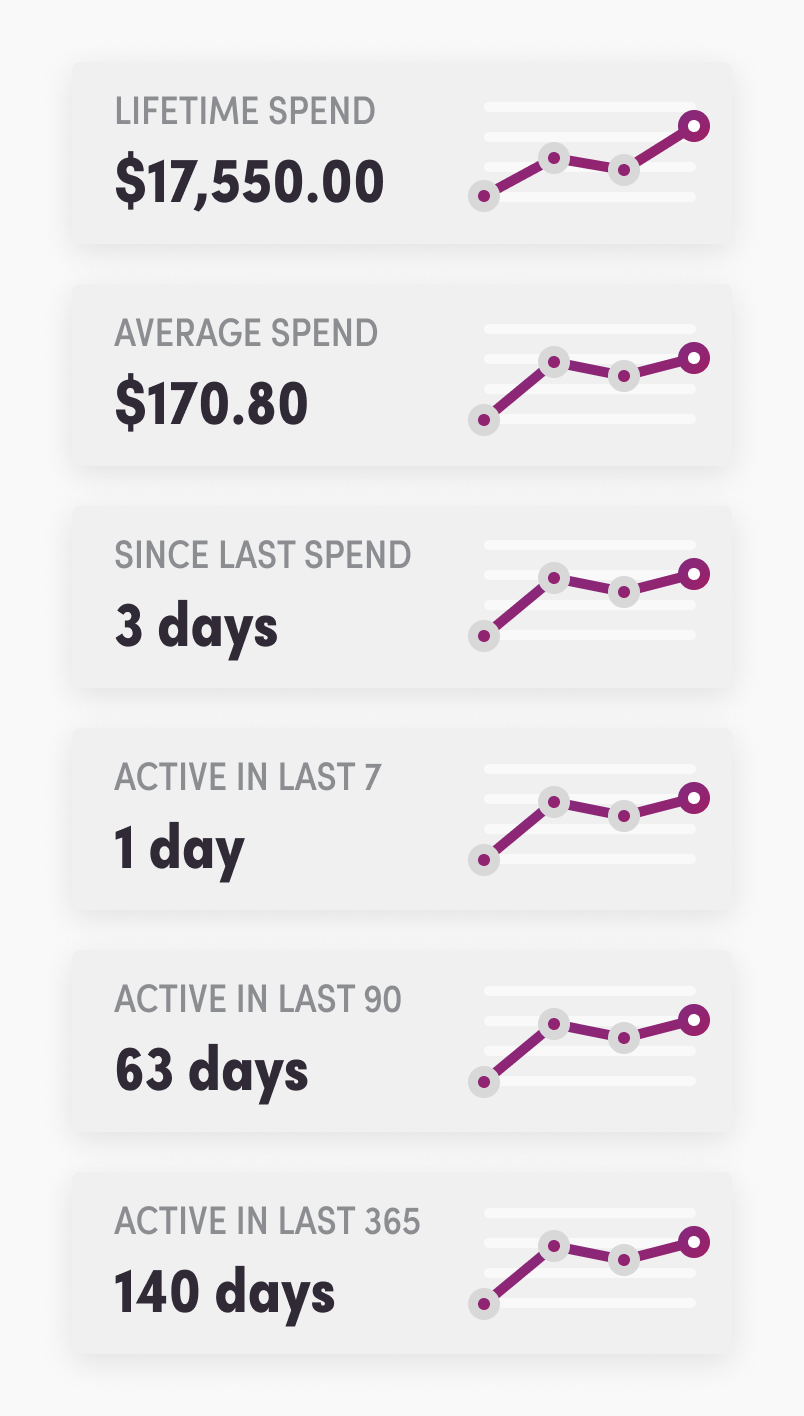 LIFETIME SPEND
$17,550.00
AVERAGE SPEND
$170.80
SINCE LAST SPEND
3 days
ACTIVE IN LAST 7
1 day
ACTIVE IN LAST 90
63 days
ACTIVE IN LAST 365
140 days